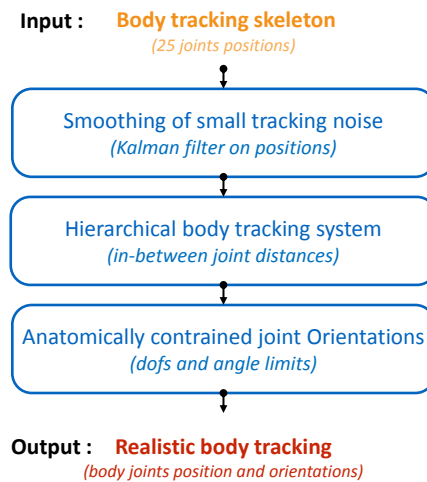 Input : Body tracking skeleton
(25 joints positions)
Smoothing of small tracking noise
(Kalman filter on positions)
Hierarchical body tracking system
(in-between joint distances)
Anatomically contrained joint Orientations
(dofs and angle limits)
Output : Realistic body tracking
(body joints position and orientations)